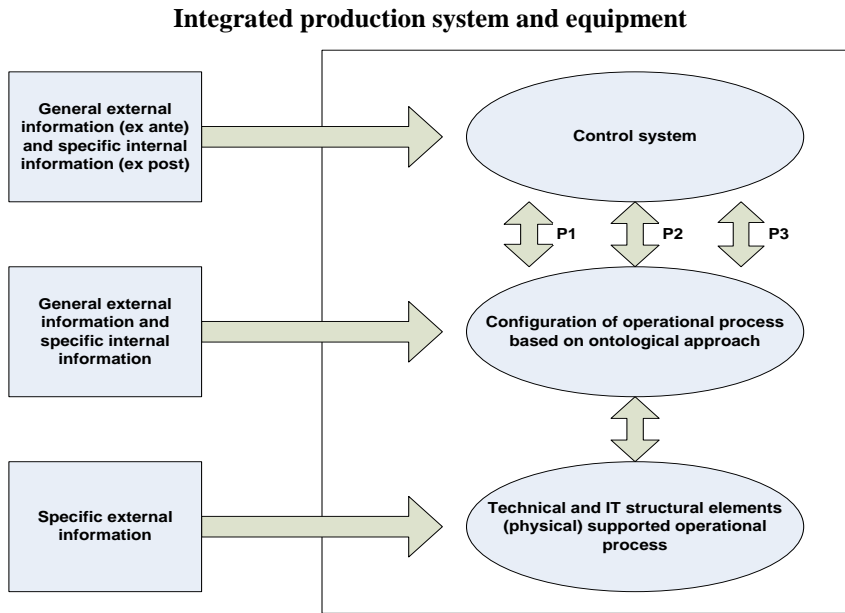 Integrated production system and equipment
General external
information (ex ante)
and specific internal
information (ex post)
Control system
P1
P2
P3
General external
information and
specific internal
information
Configuration of operational process
based on ontological approach
Specific external
information
Technical and IT structural elements
(physical) supported operational
process